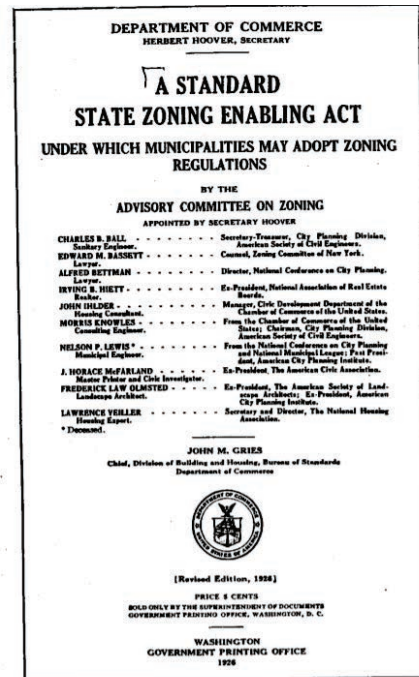 DEPARTMENT OF COMMERCE
HERBERT HOOVER, SECRETARY
A STANDARD
STATE ZONING ENABLING ACT
UNDER WHICH MUNICIPALITIES MAY ADOPT ZONING
REGULATIONS
BY THE
ADVISORY COMMITTEE ON ZONING
APPOINTED BY SECRETARY HOOVER
CHARLES B. BALL - - - - - - - - Secretary-Treasurer, City Planning Division,
Sanitary Engineer. American Society of Civil Engineers.
EDWARD M. BASSETT - - - - - - - Counsel, Zoning Committee of New York.
Lawyer.
ALFRED BETTMAN - - - - - - - - Director, National Conference on City Planning.
Lawyer.
IRVING B. HIETT - - - - - - - - Ex-President, National Association of Real Estate
Realtor. Boards.
JOHN IHLDER - - - - - - - - - Manager, Civic Development Department of the
Housing Consultant. Chamber of Commerce of the United States.
MORRIS KNOWLES - - - - - - - - From the Chamber of Commerce of the United
Consulting Engineer. States; Chairman, City Planning Division,
American Society of Civil Engineers.
NELSON P. LEWIS * - - - - - - - From the National Conference on City Planning
Municipal Engineer. and National Municipal League; Past Presi-
dent, American City Planning Institute.
J. HORACE McFARLAND - - - - - - Ex-President, The American Civic Association.
Master Printer and Civic Investigator.
FREDERICK LAW OLMSTED - - - - - Ex-President, The American Society of Land-
Landscape Architect. scape Architects; Ex-President, American
City Planning Institute.
LAWRENCE VEILLER - - - - - - - Secretary and Director, The National Housing
Housing Expert. Association.
* Deceased.
JOHN M. GRIES
Chief, Division of Building and Housing, Bureau of Standards
Department of Commerce
DEPARTMENT OF COMMERCE
UNITED STATES OF AMERICA
[Revised Edition, 1926]
PRICE 5 CENTS
SOLD ONLY BY THE SUPERINTENDENT OF DOCUMENTS
GOVERNMENT PRINTING OFFICE, WASHINGTON, D. C.
WASHINGTON
GOVERNMENT PRINTING OFFICE
1926